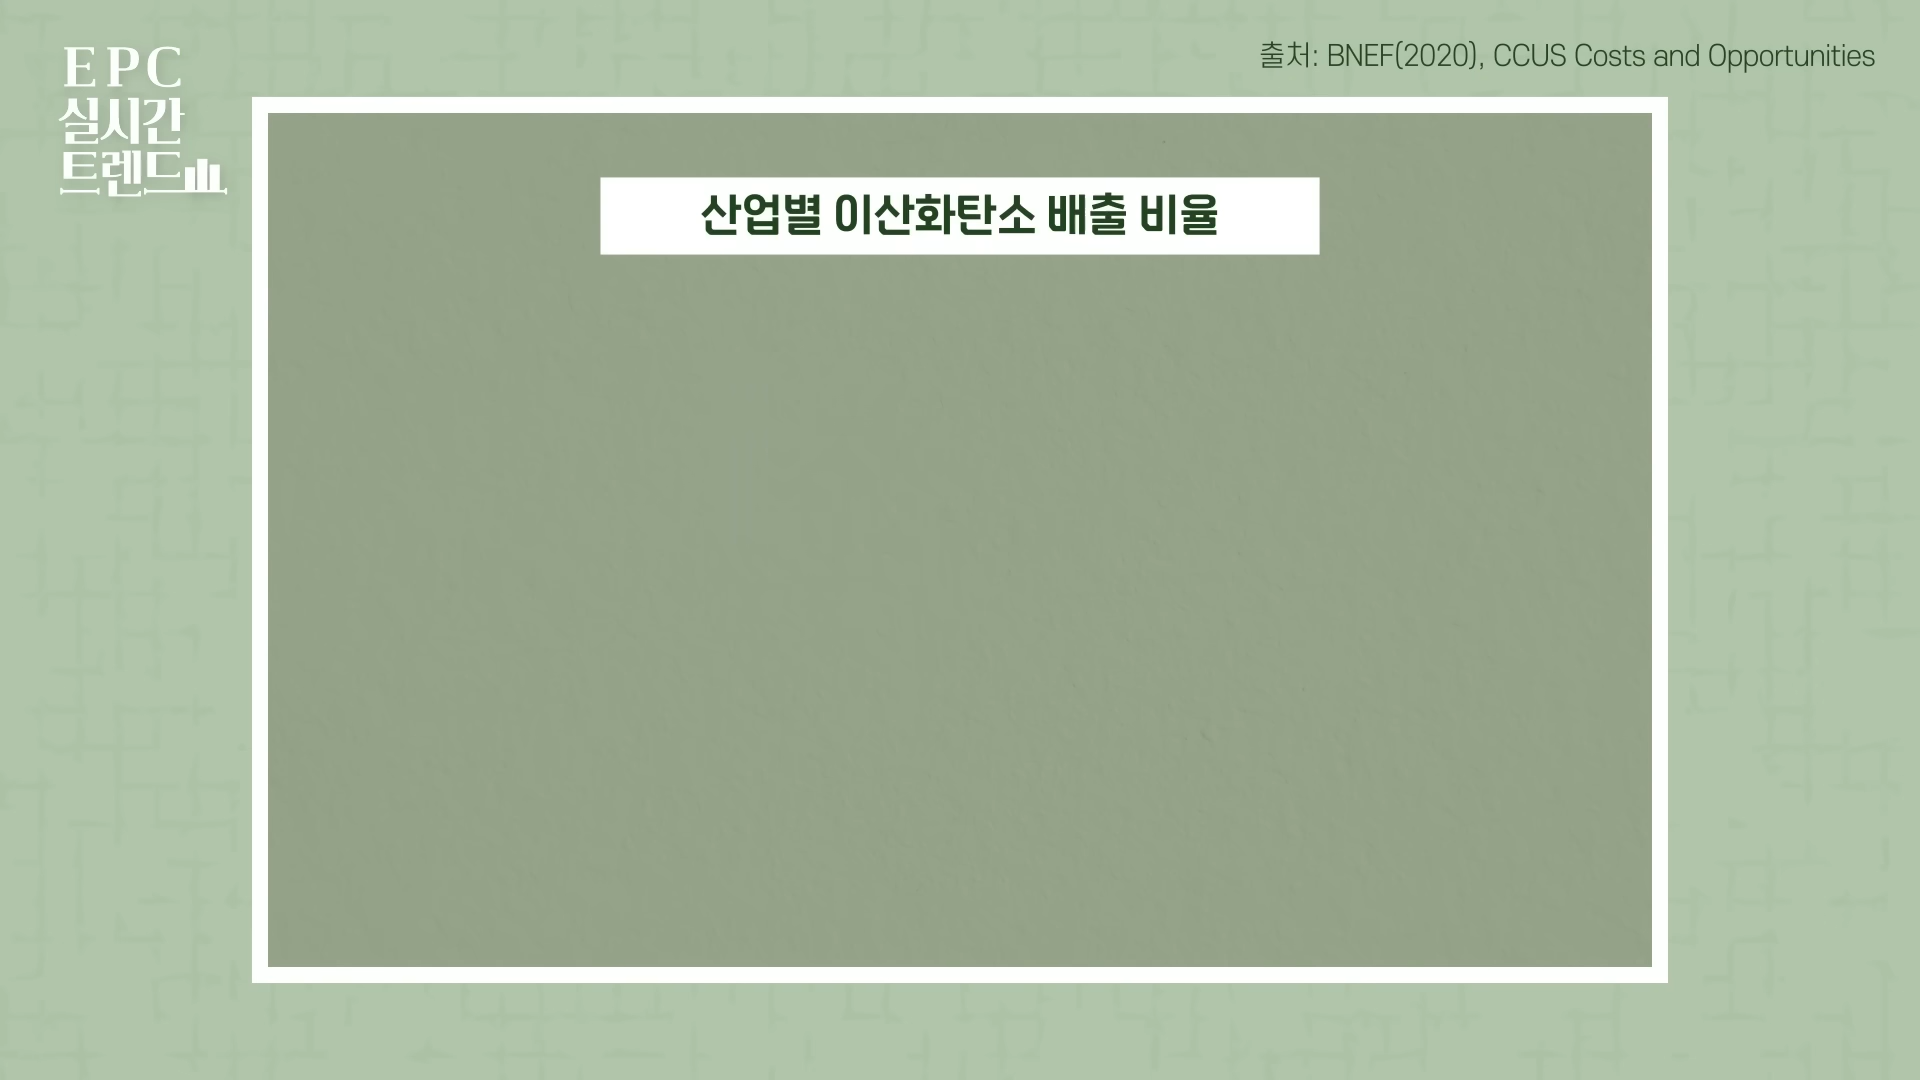 EPC
실시간
트렌드
출처: BNEF(2020), CCUS Costs and Opportunities
산업별 이산화탄소 배출 비율